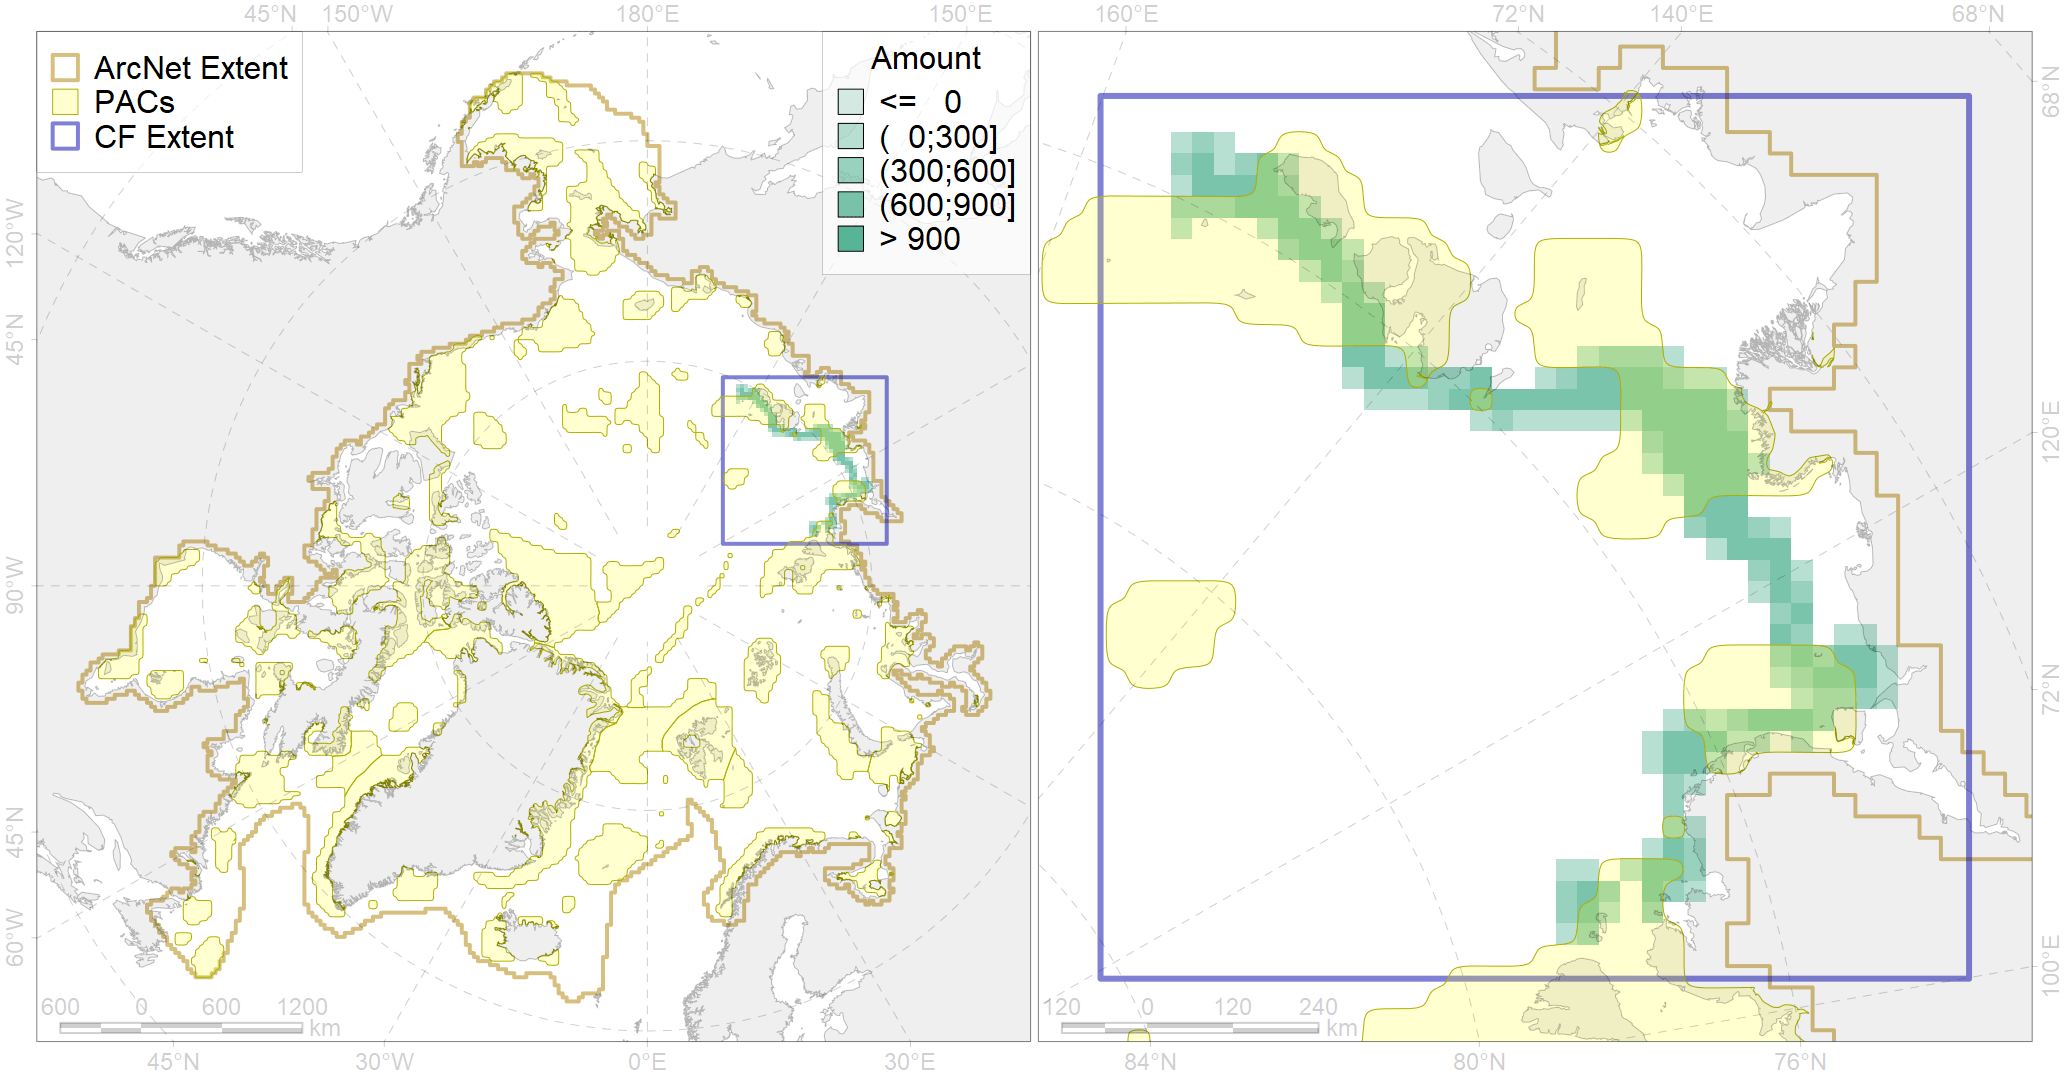 45°N 150°W 180°E 150°E 160°E 72°N 140°E 68°N
ArcNet Extent
PACs
CF Extent
Amount
<= 0
( 0;300]
(300;600]
(600;900]
> 900
120°W
45°N
90°W
45°N
60°W
68°N
120°E
72°N
100°E
600 0 600 1200
km
120 0 120 240
km
45°N 30°W 0°E 30°E 84°N 80°N 76°N